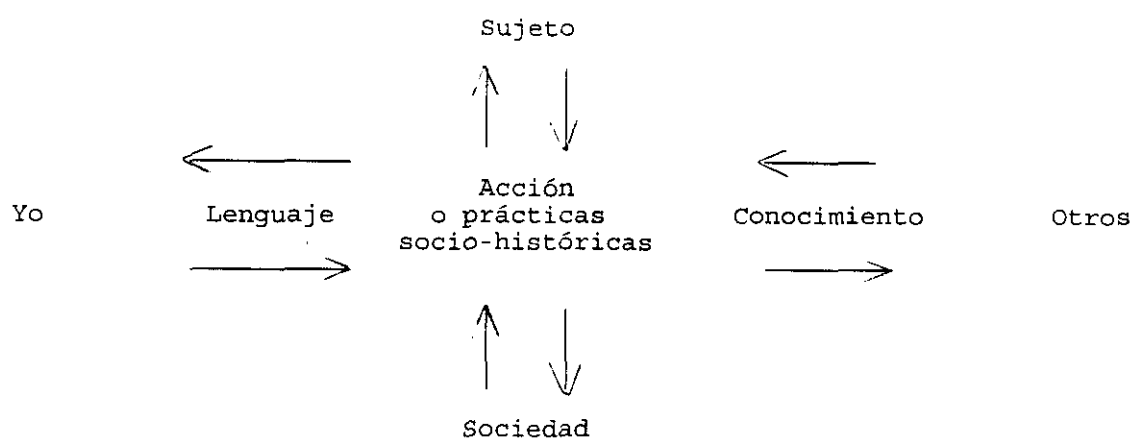 Sujeto
Acción
Yo Lenguaje o prácticas Conocimiento Otros
socio-históricas
Sociedad